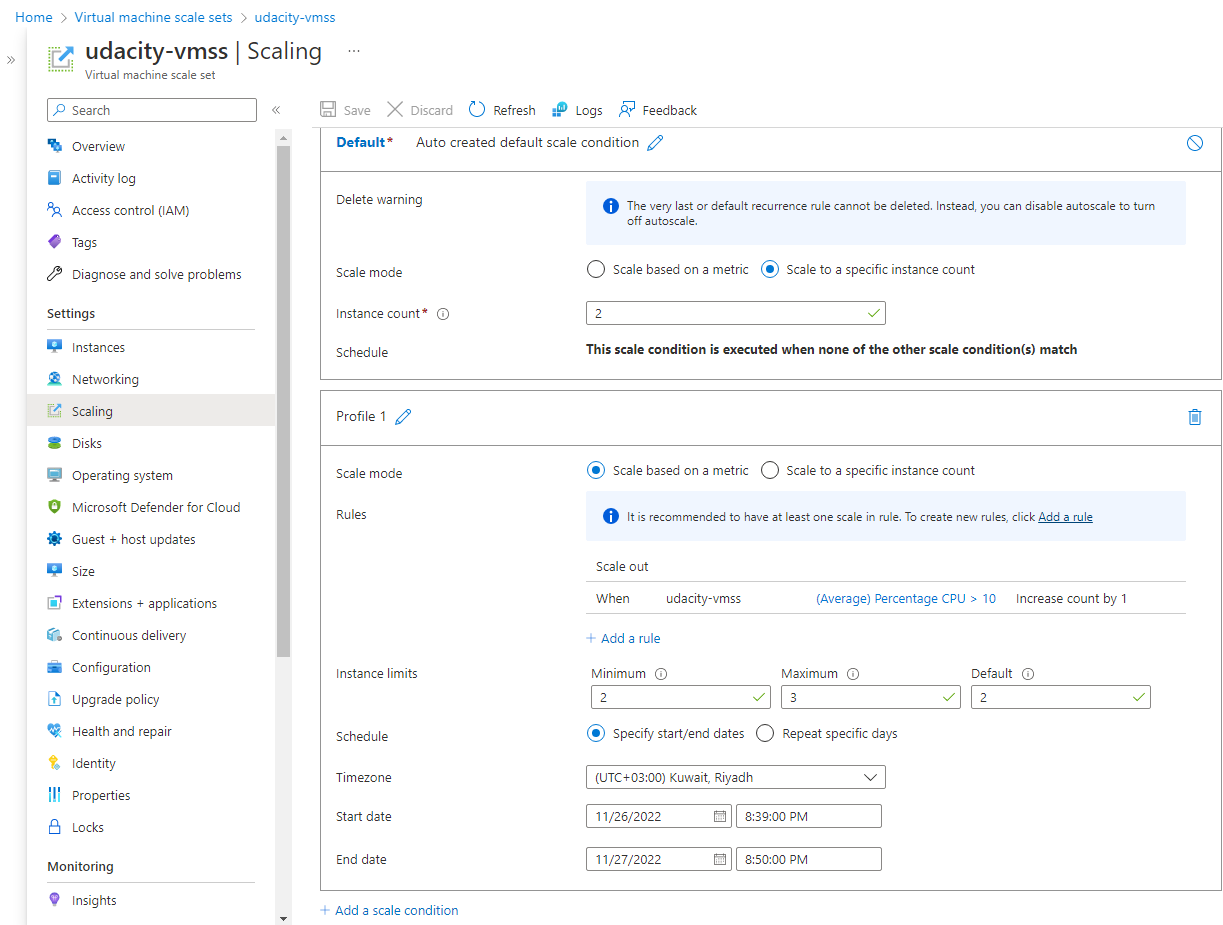 Home > Virtual machine scale sets > udacity-vmss
udacity-vmss | Scaling ...
Virtual machine scale set
Search
Overview
Activity log
Access control (IAM)
Tags
Diagnose and solve problems
Settings
Instances
Networking
Scaling
Disks
Operating system
Microsoft Defender for Cloud
Guest + host updates
Size
Extensions + applications
Continuous delivery
Configuration
Upgrade policy
Health and repair
Identity
Properties
Locks
Monitoring
Insights
Save Discard Refresh Logs Feedback
Default* Auto created default scale condition
Delete warning
The very last or default recurrence rule cannot be deleted. Instead, you can disable autoscale to turn
off autoscale.
Scale mode Scale based on a metric Scale to a specific instance count
Instance count* 2
Schedule This scale condition is executed when none of the other scale condition(s) match
Profile 1
Scale mode Scale based on a metric Scale to a specific instance count
Rules It is recommended to have at least one scale in rule. To create new rules, click Add a rule
Scale out
When udacity-vmss (Average) Percentage CPU > 10 Increase count by 1
+ Add a rule
Instance limits Minimum Maximum Default
2 3 2
Schedule Specify start/end dates Repeat specific days
Timezone (UTC+03:00) Kuwait, Riyadh
Start date 11/26/2022 8:39:00 PM
End date 11/27/2022 8:50:00 PM
+ Add a scale condition